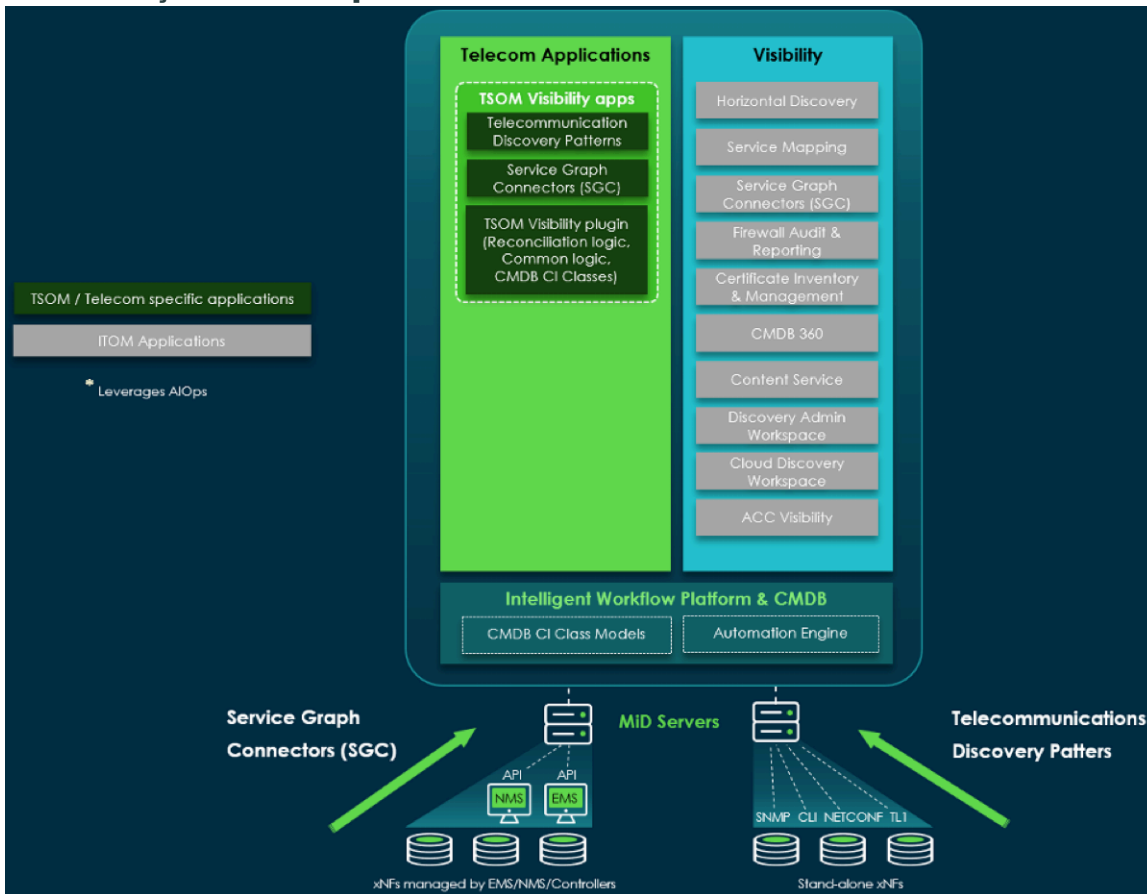 Telecom Applications
TSOM Visibility apps
Telecommunication
Discovery Patterns
Service Graph
Connectors (SGC)
TSOM Visibility plugin
(Reconciliation logic,
Common logic,
CMDB CI Classes)
Visibility
Horizontal Discovery
Service Mapping
Service Graph
Connectors (SGC)
Firewall Audit &
Reporting
Certificate Inventory
& Management
CMDB 360
Content Service
Discovery Admin
Workspace
Cloud Discovery
Workspace
ACC Visibility
TSOM / Telecom specific applications
ITOM Applications
* Leverages AIOps
Intelligent Workflow Platform & CMDB
CMDB CI Class Models
Automation Engine
Service Graph
Connectors (SGC)
MiD Servers
Telecommunications
Discovery Patters
API
API
NMS
EMS
SNMP CLI NETCONF TL1
xNFs managed by EMS/NMS/Controllers
Stand-alone xNFs